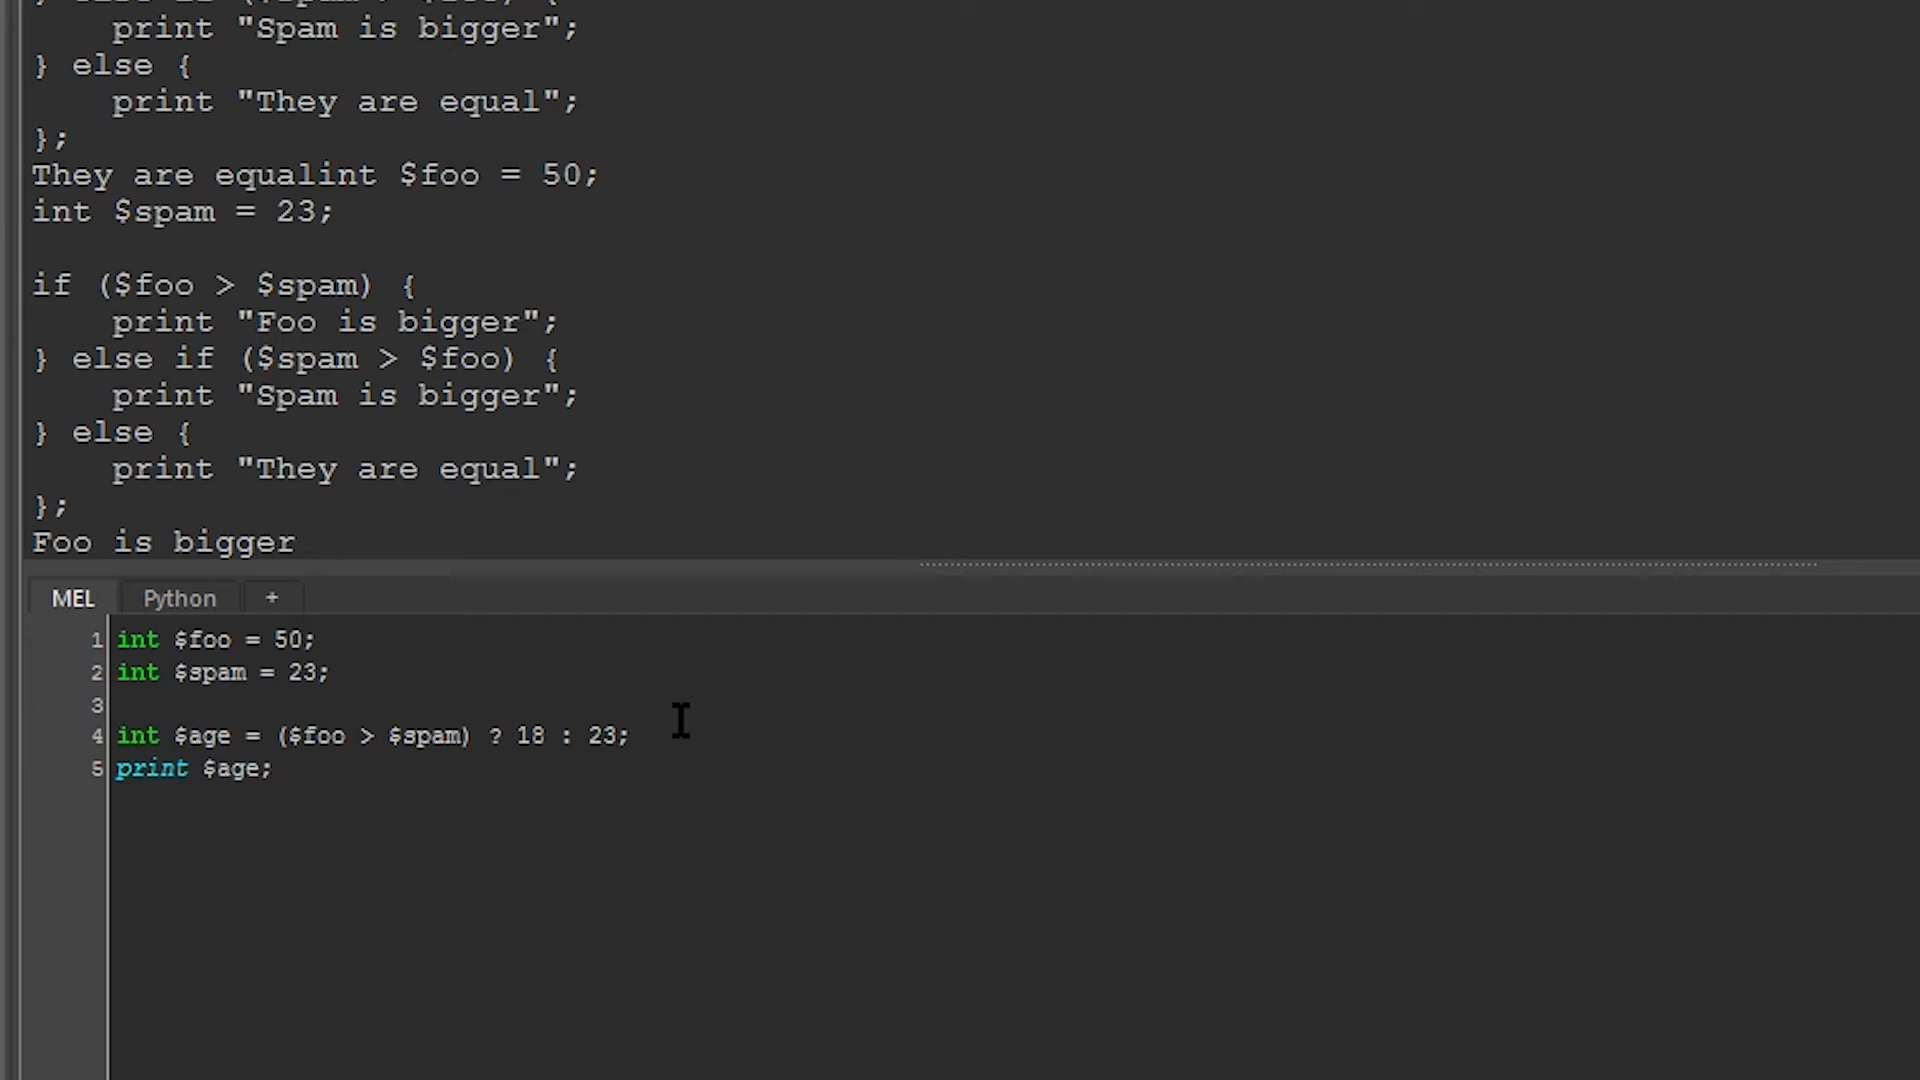 print "Spam is bigger";
} else {
    print "They are equal";
};
They are equalint $foo = 50;
int $spam = 23;

if ($foo > $spam) {
    print "Foo is bigger";
} else if ($spam > $foo) {
    print "Spam is bigger";
} else {
    print "They are equal";
};
Foo is bigger
MEL Python +
1 int $foo = 50;
2 int $spam = 23;
3
4 int $age = ($foo > $spam) ? 18 : 23;
5 print $age;